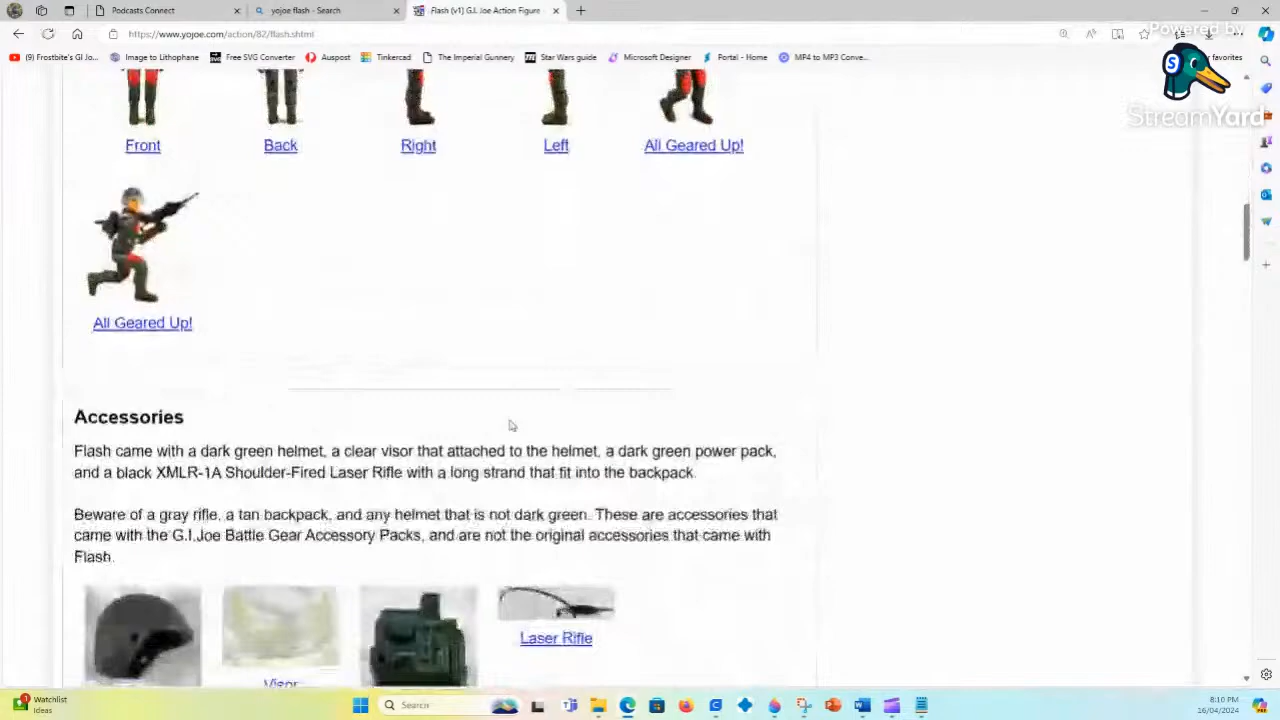 Podcasts Connect
yojoe flash - Search
Flash (v1) G.I. Joe Action Figure
https://www.yojoe.com/action/82/flash.shtml
(9) Frostbite's GI Jo...
Image to Lithophane
Free SVG Converter
Auspost
Tinkercad
The Imperial Gunnery
Star Wars guide
Microsoft Designer
Portal - Home
MP4 to MP3 Conve...
r favorites
Powered by
StreamYard
Front
Back
Right
Left
All Geared Up!
All Geared Up!
Accessories
Flash came with a dark green helmet, a clear visor that attached to the helmet, a dark green power pack,
and a black XMLR-1A Shoulder-Fired Laser Rifle with a long strand that fit into the backpack.
Beware of a gray rifle, a tan backpack, and any helmet that is not dark green. These are accessories that
came with the G.I.Joe Battle Gear Accessory Packs, and are not the original accessories that came with
Flash.
Laser Rifle
Visor
Watchlist
Ideas
Search
8:10 PM
16/04/2024